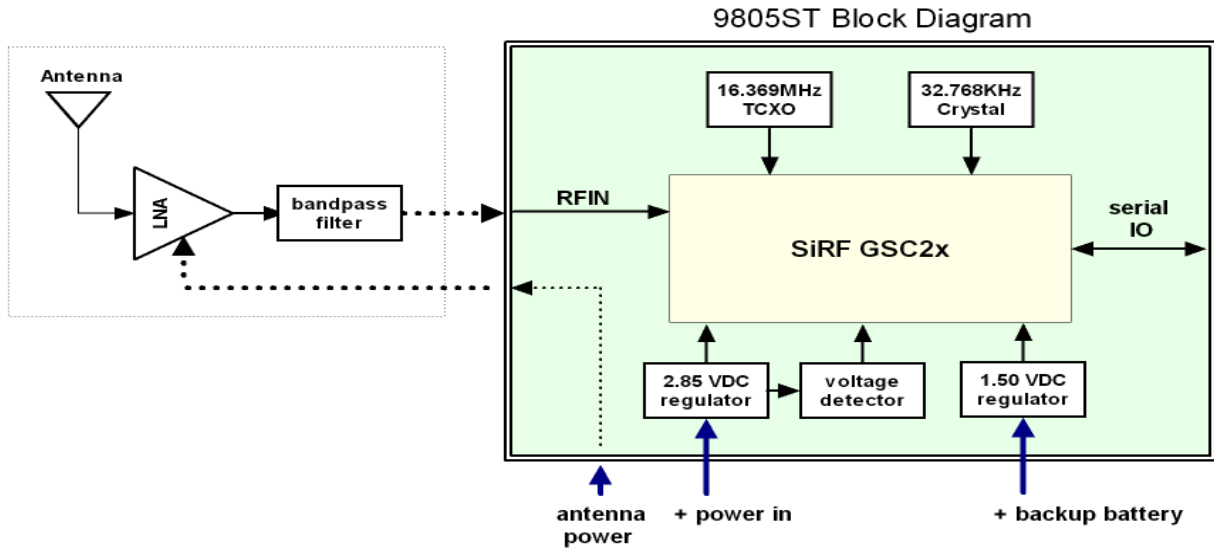 9805ST Block Diagram
Antenna
LNA
bandpass
filter
16.369MHz
TCXO
32.768KHz
Crystal
RFIN
SiRF GSC2x
serial
IO
2.85 VDC
regulator
voltage
detector
1.50 VDC
regulator
antenna
power
+ power in
+ backup battery